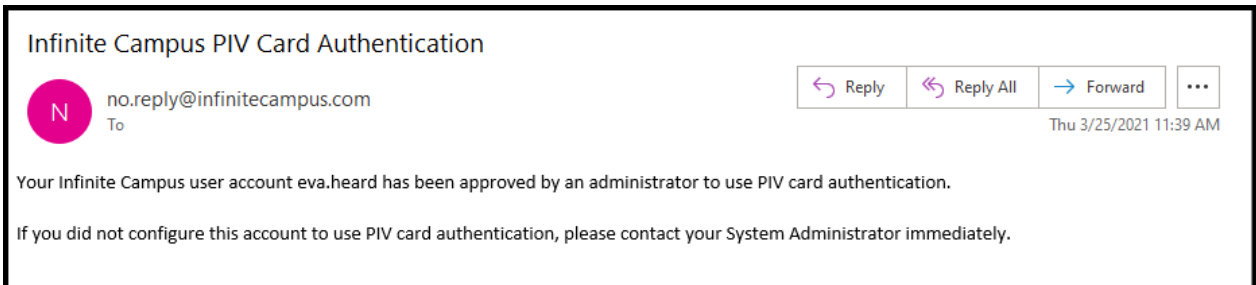 Infinite Campus PIV Card Authentication
N
no.reply@infinitecampus.com
To
Reply
Reply All
Forward
Thu 3/25/2021 11:39 AM
Your Infinite Campus user account eva.heard has been approved by an administrator to use PIV card authentication.
If you did not configure this account to use PIV card authentication, please contact your System Administrator immediately.